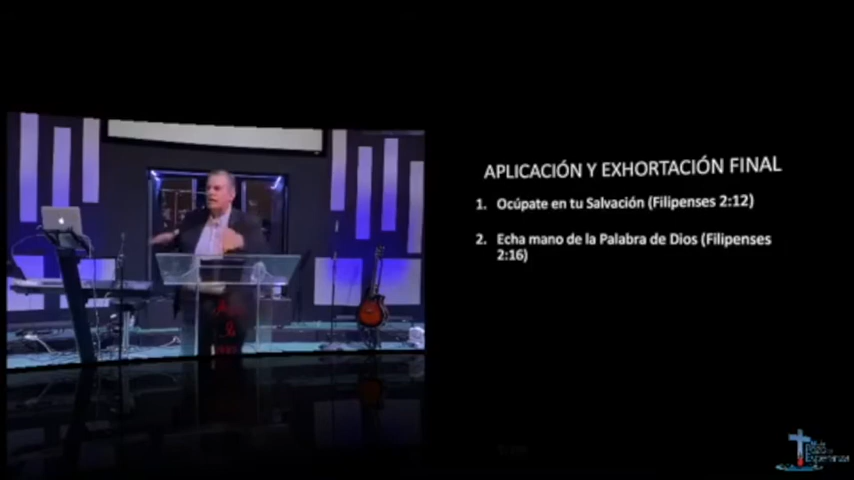 APLICACIÓN Y EXHORTACIÓN FINAL
1. Ocúpate en tu Salvación (Filipenses 2:12)
2. Echa mano de la Palabra de Dios (Filipenses
2:16)
Esperanza